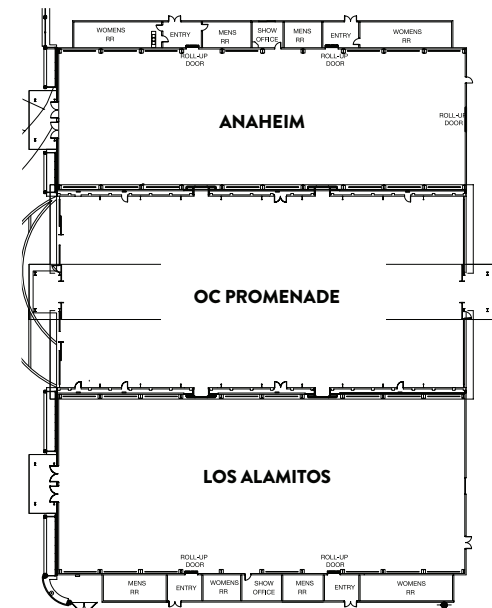 WOMENS
RR
ENTRY
MENS
RR
SHOW
OFFICE
MENS
RR
ENTRY
WOMENS
RR
ROLL-UP
DOOR
ROLL-UP
DOOR
ROLL-UP
DOOR
ANAHEIM
OC PROMENADE
LOS ALAMITOS
ROLL-UP
DOOR
ROLL-UP
DOOR
MENS
RR
ENTRY
WOMENS
RR
SHOW
OFFICE
MENS
RR
ENTRY
WOMENS
RR